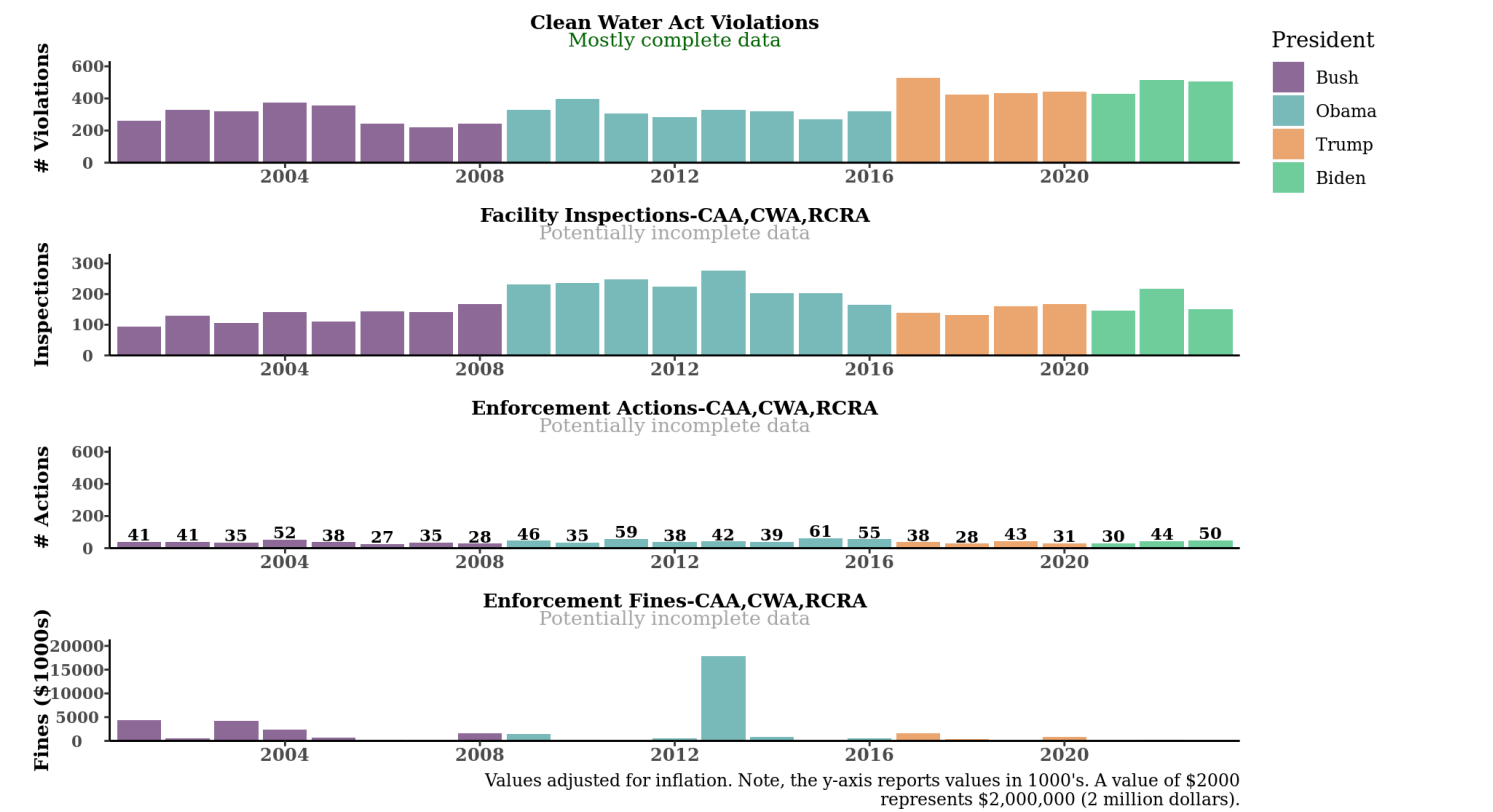 Clean Water Act Violations
Mostly complete data
# Violations
600
400
200
0
2004 2008 2012 2016 2020
President
Bush
Obama
Trump
Biden
Facility Inspections-CAA,CWA,RCRA
Potentially incomplete data
Inspections
300
200
100
0
2004 2008 2012 2016 2020
Enforcement Actions-CAA,CWA,RCRA
Potentially incomplete data
# Actions
600
400
200
0
41 41 35 52 38 27 35 28 46 35 59 38 42 39 61 55 38 28 43 31 30 44 50
2004 2008 2012 2016 2020
Enforcement Fines-CAA,CWA,RCRA
Potentially incomplete data
Fines ($1000s)
20000
15000
10000
5000
0
2004 2008 2012 2016 2020
Values adjusted for inflation. Note, the y-axis reports values in 1000's. A value of $2000
represents $2,000,000 (2 million dollars).